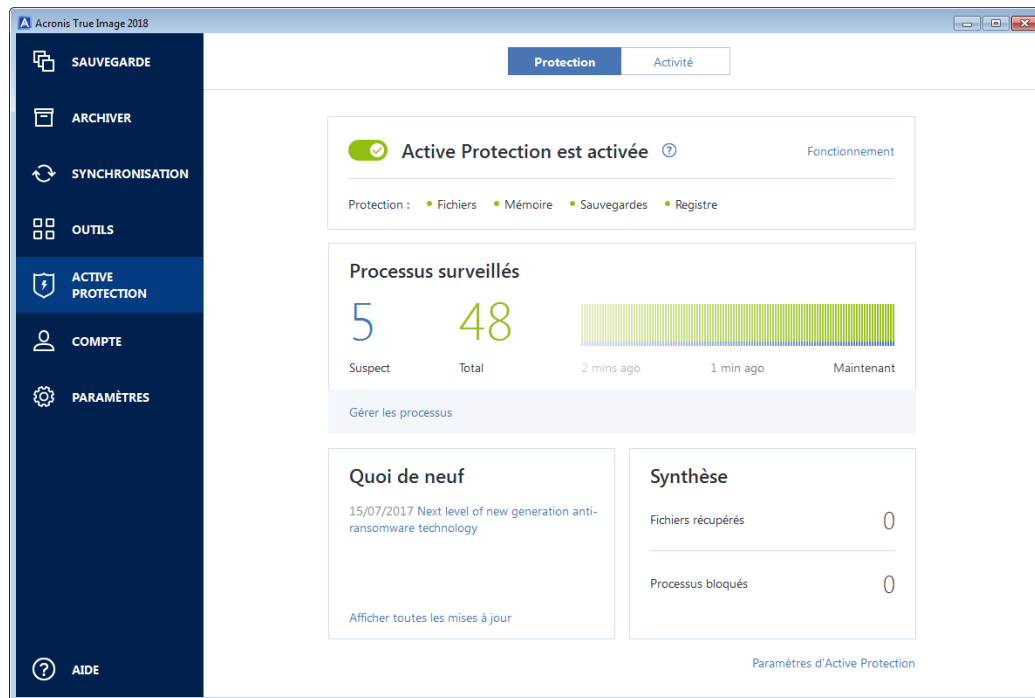 Acronis True Image 2018
SAUVEGARDE
ARCHIVER
SYNCHRONISATION
OUTILS
ACTIVE
PROTECTION
COMPTE
PARAMÈTRES
AIDE
Protection
Activité
Active Protection est activée
Fonctionnement
Protection : • Fichiers • Mémoire • Sauvegardes • Registre
Processus surveillés
5
48
Suspect
Total
2 mins ago
1 min ago
Maintenant
Gérer les processus
Quoi de neuf
15/07/2017 Next level of new generation anti-
ransomware technology
Afficher toutes les mises à jour
Synthèse
Fichiers récupérés 0
Processus bloqués 0
Paramètres d'Active Protection